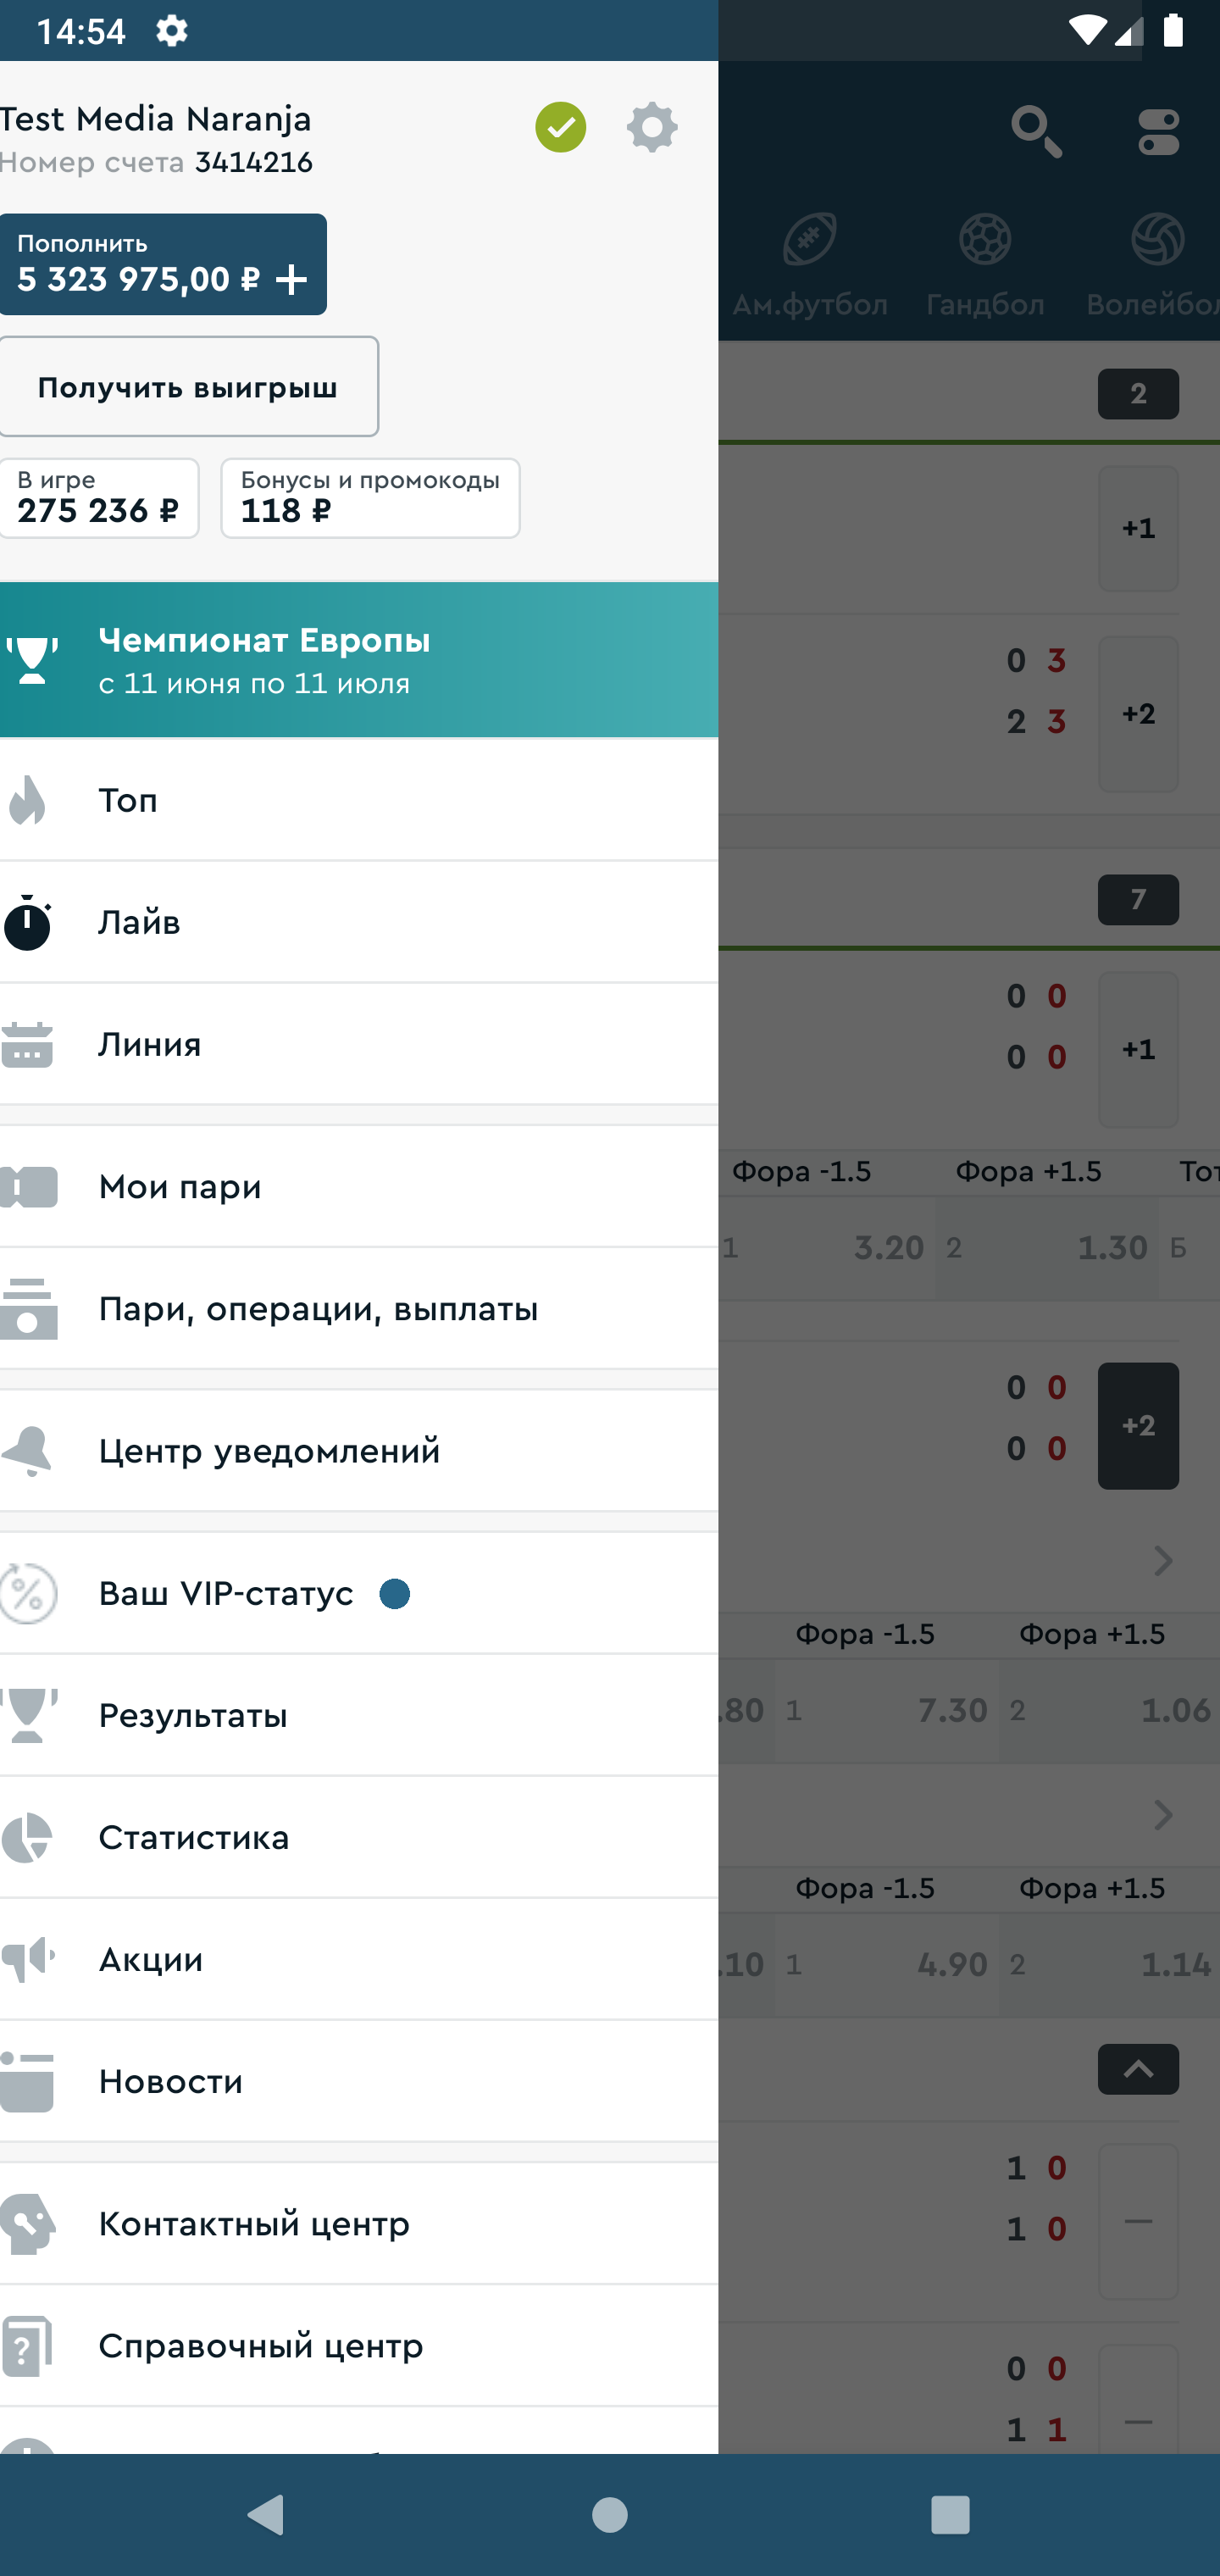 14:54
Test Media Naranja
Номер счета 3414216
Пополнить
5 323 975,00 ₽ +
Получить выигрыш
В игре
275 236 ₽
Бонусы и промокоды
118 ₽
Чемпионат Европы
с 11 июня по 11 июля
Топ
Лайв
Линия
Мои пари
Пари, операции, выплаты
Центр уведомлений
Ваш VIP-статус
Результаты
Статистика
Акции
Новости
Контактный центр
Справочный центр
Ам.футбол Гандбол Волейбол
2
+1
0 3
2 3
+2
7
0 0
0 0
+1
Фора -1.5 Фора +1.5 Тот
1 3.20 2 1.30 Б
0 0
0 0
+2
Фора -1.5 Фора +1.5
.80 1 7.30 2 1.06
Фора -1.5 Фора +1.5
.10 1 4.90 2 1.14
1 0
1 0
—
0 0
1 1
—